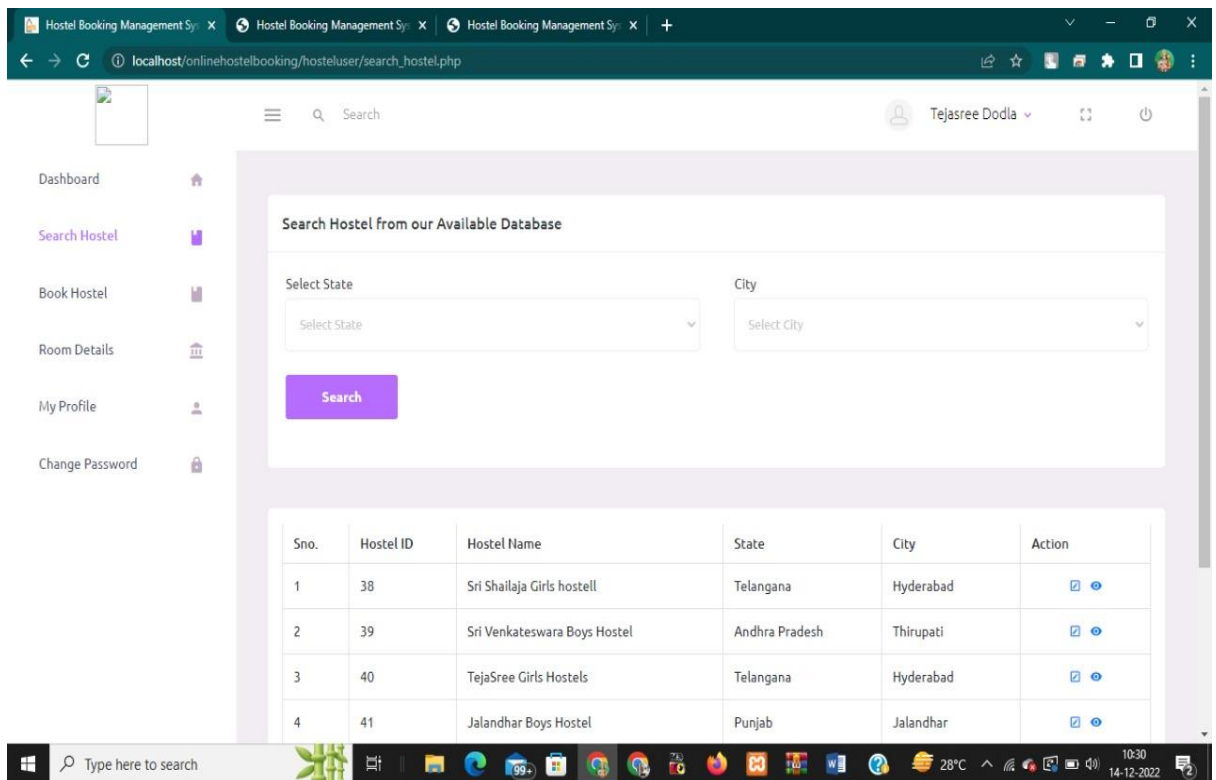 Hostel Booking Management Sys
Hostel Booking Management Sys
Hostel Booking Management Sys
localhost/onlinehostelbooking/hosteluser/search_hostel.php
Search
Tejasree Dodla
Dashboard
Search Hostel
Book Hostel
Room Details
My Profile
Change Password
Search Hostel from our Available Database
Select State City
Select State Select City
Search
Sno. Hostel ID Hostel Name State City Action
1 38 Sri Shailaja Girls hostell Telangana Hyderabad
2 39 Sri Venkateswara Boys Hostel Andhra Pradesh Thirupati
3 40 TejaSree Girls Hostels Telangana Hyderabad
4 41 Jalandhar Boys Hostel Punjab Jalandhar
Type here to search
99+
28°C
10:30
14-12-2022
2